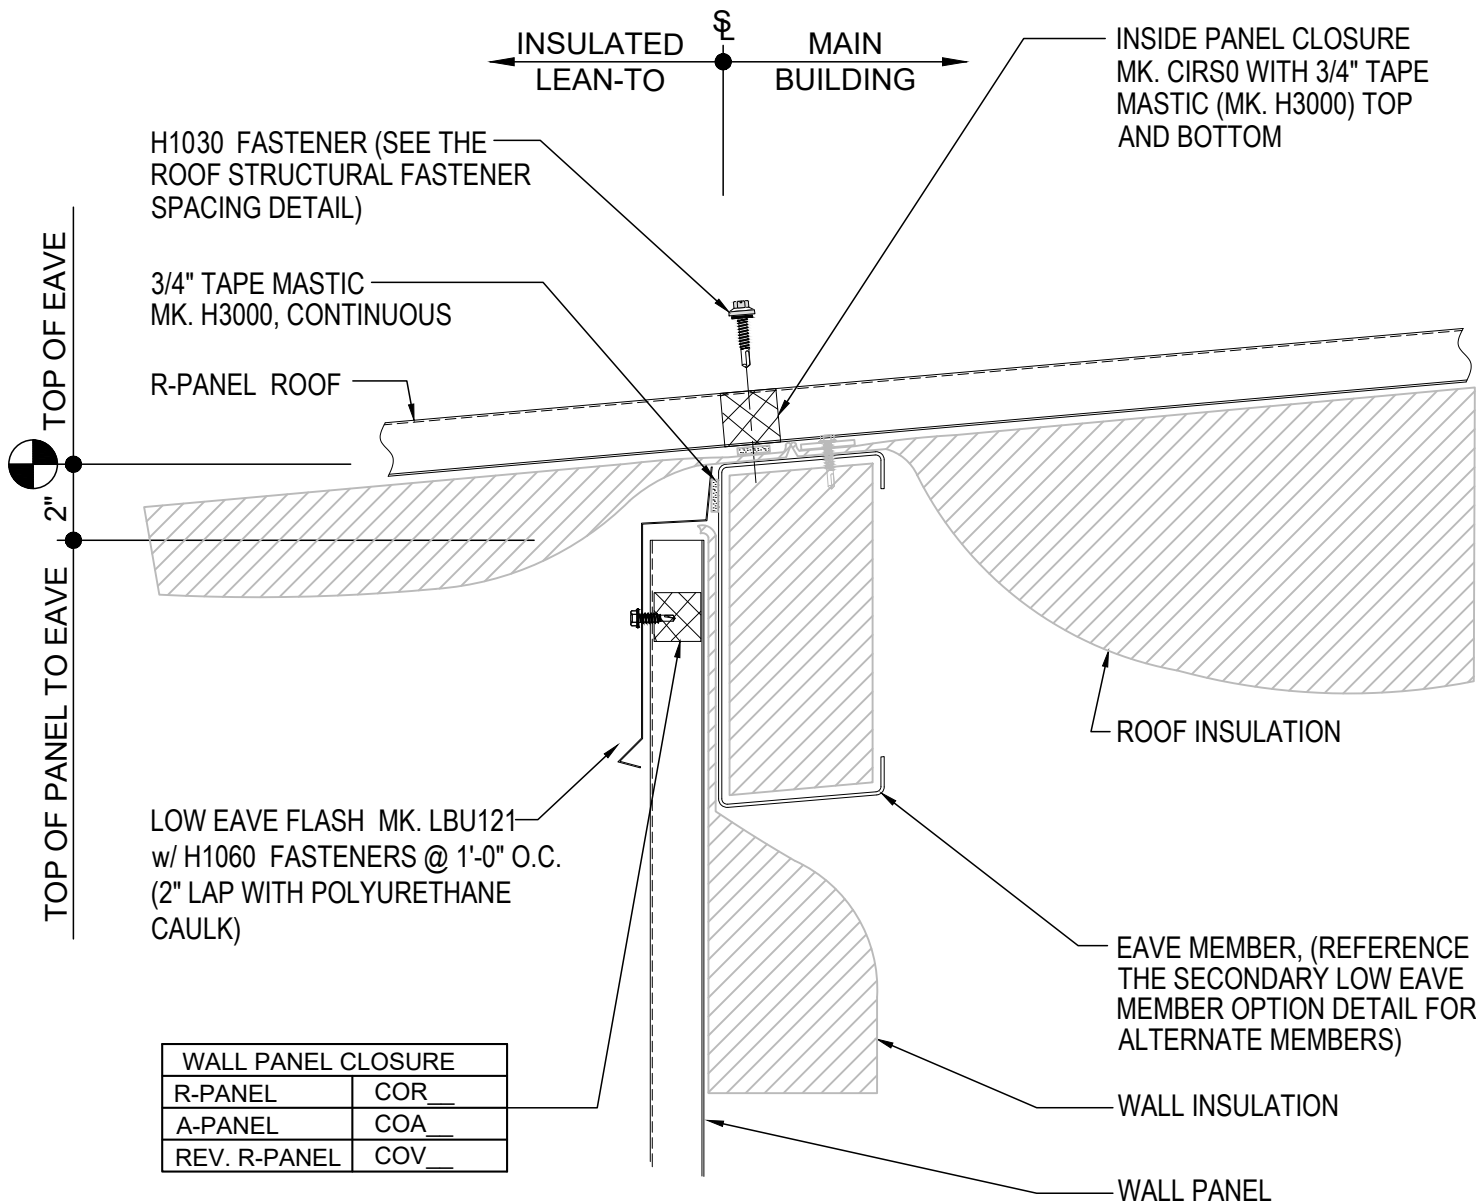 SL
INSULATED
LEAN-TO
MAIN
BUILDING
INSIDE PANEL CLOSURE
MK. CIRS0 WITH 3/4" TAPE
MASTIC (MK. H3000) TOP
AND BOTTOM
H1030 FASTENER (SEE THE
ROOF STRUCTURAL FASTENER
SPACING DETAIL)
3/4" TAPE MASTIC
MK. H3000, CONTINUOUS
R-PANEL ROOF
TOP OF EAVE
2"
TOP OF PANEL TO EAVE
ROOF INSULATION
LOW EAVE FLASH MK. LBU121
w/ H1060 FASTENERS @ 1'-0" O.C.
(2" LAP WITH POLYURETHANE
CAULK)
EAVE MEMBER, (REFERENCE
THE SECONDARY LOW EAVE
MEMBER OPTION DETAIL FOR
ALTERNATE MEMBERS)
WALL PANEL CLOSURE
R-PANEL COR__
A-PANEL COA__
REV. R-PANEL COV__
WALL INSULATION
WALL PANEL